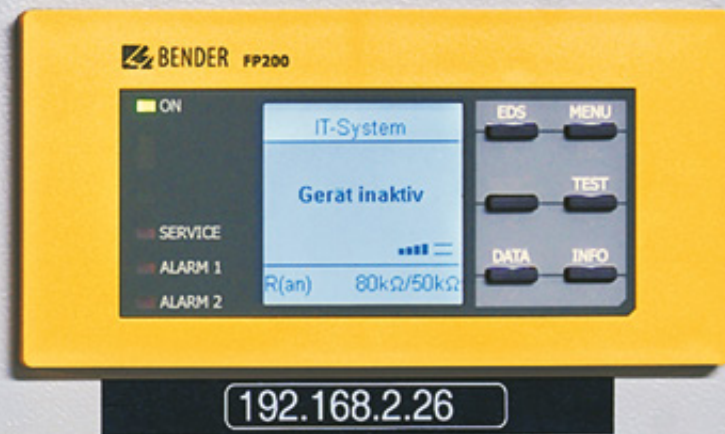 BENDER FP200
ON
IT-System
EDS MENU
Gerät inaktiv
TEST
SERVICE
ALARM 1
DATA INFO
R(an) 80kΩ/50kΩ
ALARM 2
192.168.2.26